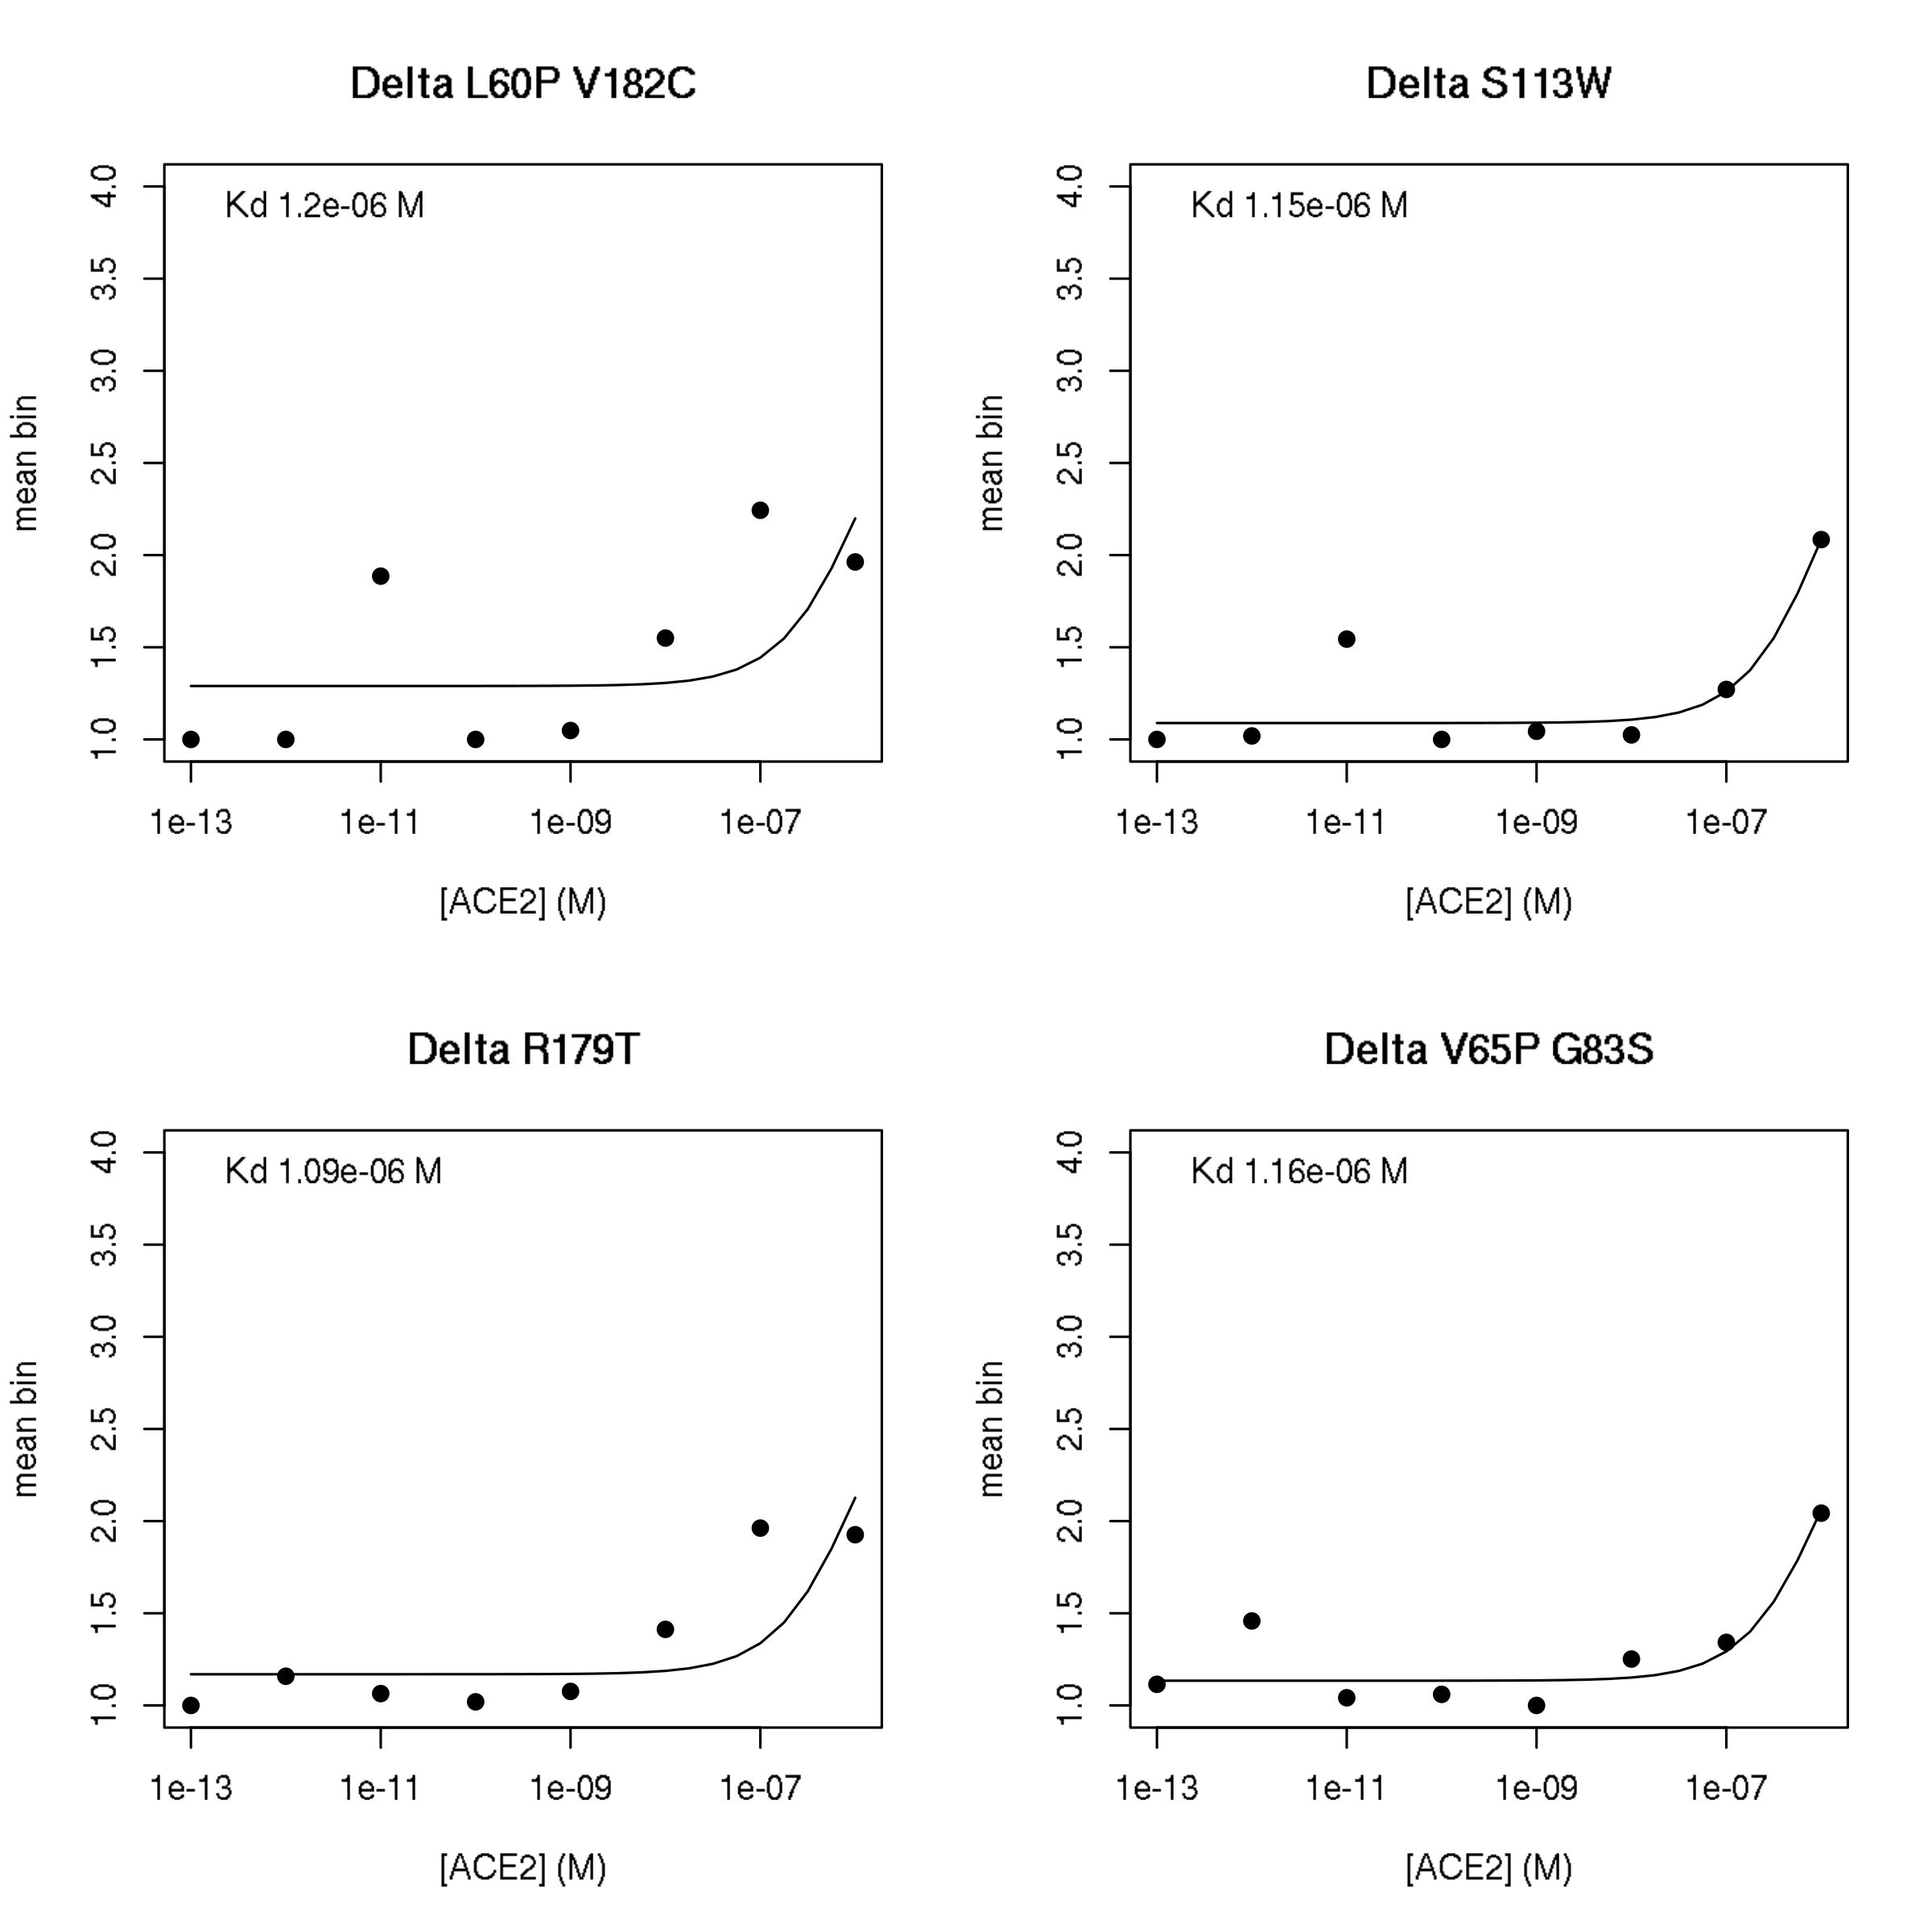 Delta L60P V182C
Kd 1.2e-06 M
mean bin
4.0
3.5
3.0
2.5
2.0
1.5
1.0
1e-13 1e-11 1e-09 1e-07
[ACE2] (M)
Delta S113W
Kd 1.15e-06 M
mean bin
4.0
3.5
3.0
2.5
2.0
1.5
1.0
1e-13 1e-11 1e-09 1e-07
[ACE2] (M)
Delta R179T
Kd 1.09e-06 M
mean bin
4.0
3.5
3.0
2.5
2.0
1.5
1.0
1e-13 1e-11 1e-09 1e-07
[ACE2] (M)
Delta V65P G83S
Kd 1.16e-06 M
mean bin
4.0
3.5
3.0
2.5
2.0
1.5
1.0
1e-13 1e-11 1e-09 1e-07
[ACE2] (M)